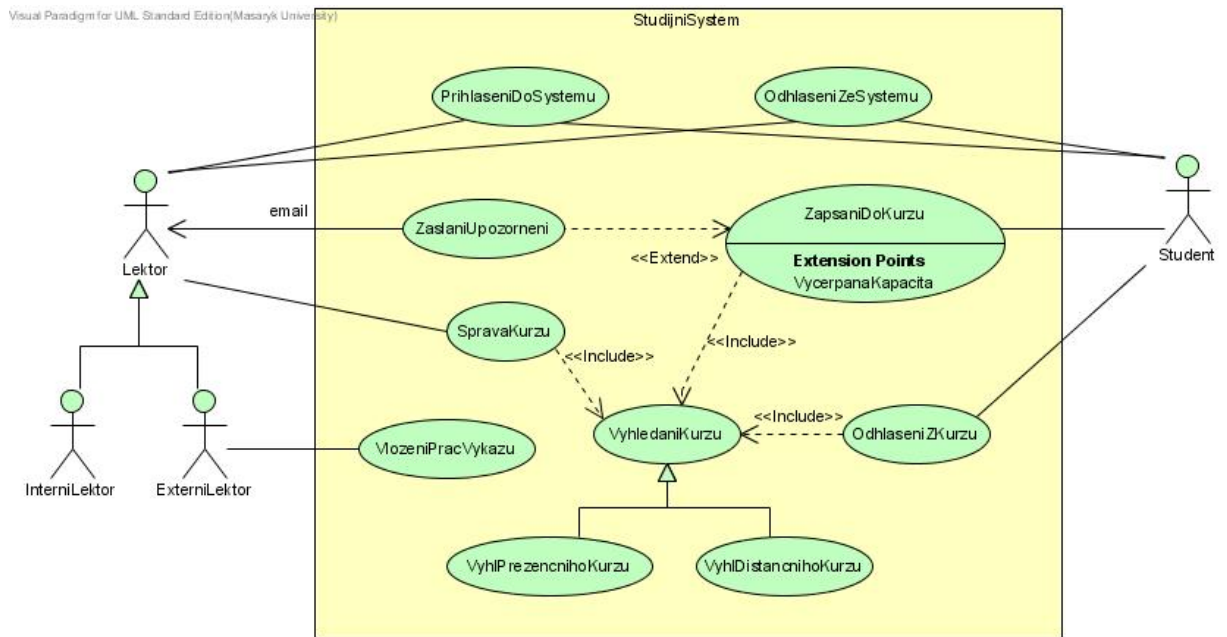 Visual Paradigm for UML Standard Edition(Masaryk University)
StudijniSystem
PrihlaseniDoSystemu
OdhlaseniZeSystemu
email
ZaslaniUpozorneni
ZapsaniDoKurzu
<<Extend>>
Extension Points
VycerpanaKapacita
Lektor
Student
SpravaKurzu
<<Include>>
<<Include>>
<<Include>>
VyhledaniKurzu
OdhlaseniZKurzu
VlozeniPracVykazu
InterniLektor
ExterniLektor
VyhlPrezencnihoKurzu
VyhlDistancnihoKurzu